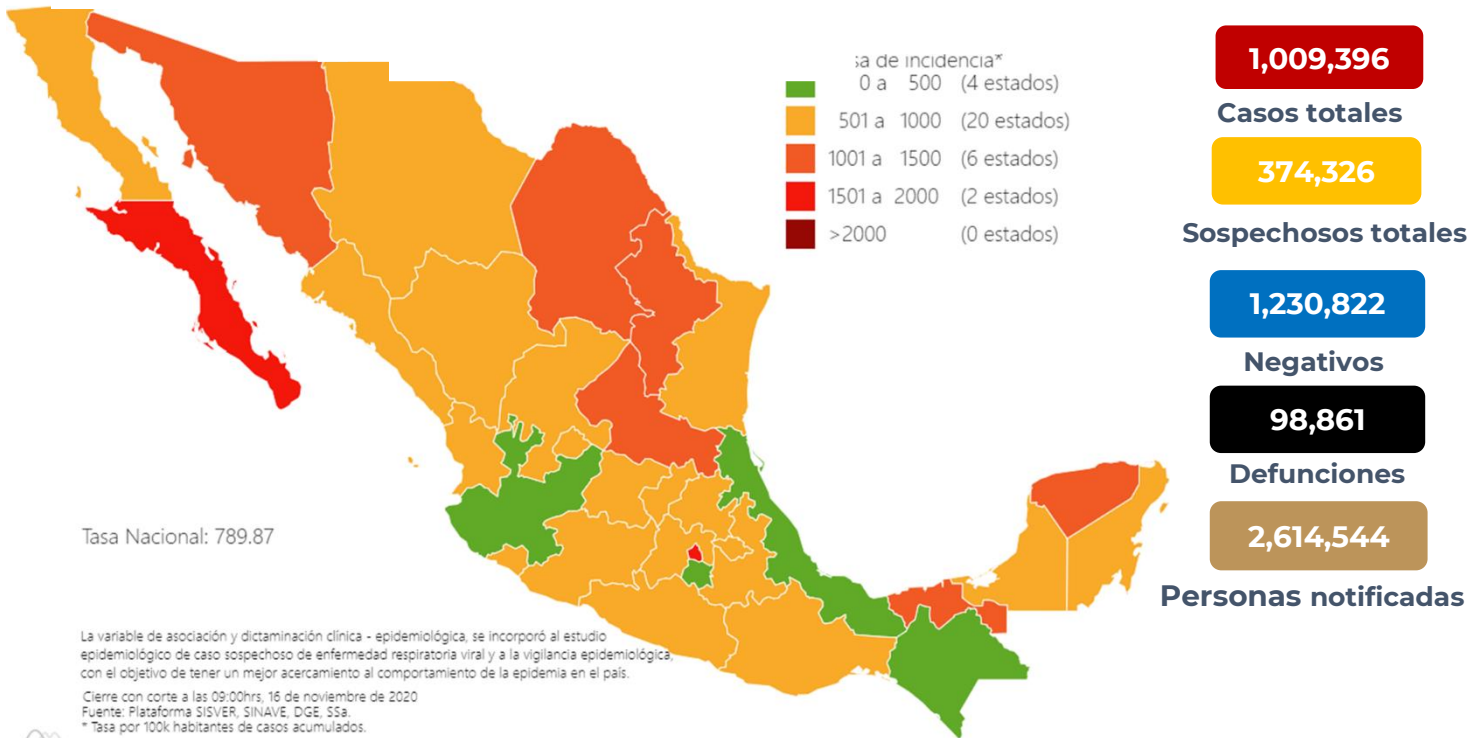 sa de incidencia*
0 a 500 (4 estados)
501 a 1000 (20 estados)
1001 a 1500 (6 estados)
1501 a 2000 (2 estados)
>2000 (0 estados)
1,009,396
Casos totales
374,326
Sospechosos totales
1,230,822
Negativos
98,861
Defunciones
2,614,544
Personas notificadas
Tasa Nacional: 789.87
La variable de asociación y dictaminación clínica - epidemiológica, se incorporó al estudio
epidemiológico de caso sospechoso de enfermedad respiratoria viral y a la vigilancia epidemiológica,
con el objetivo de tener un mejor acercamiento al comportamiento de la epidemia en el país.
Cierre con corte a las 09:00hrs, 16 de noviembre de 2020
Fuente: Plataforma SISVER, SINAVE, DGE, SSa.
* Tasa por 100k habitantes de casos acumulados.